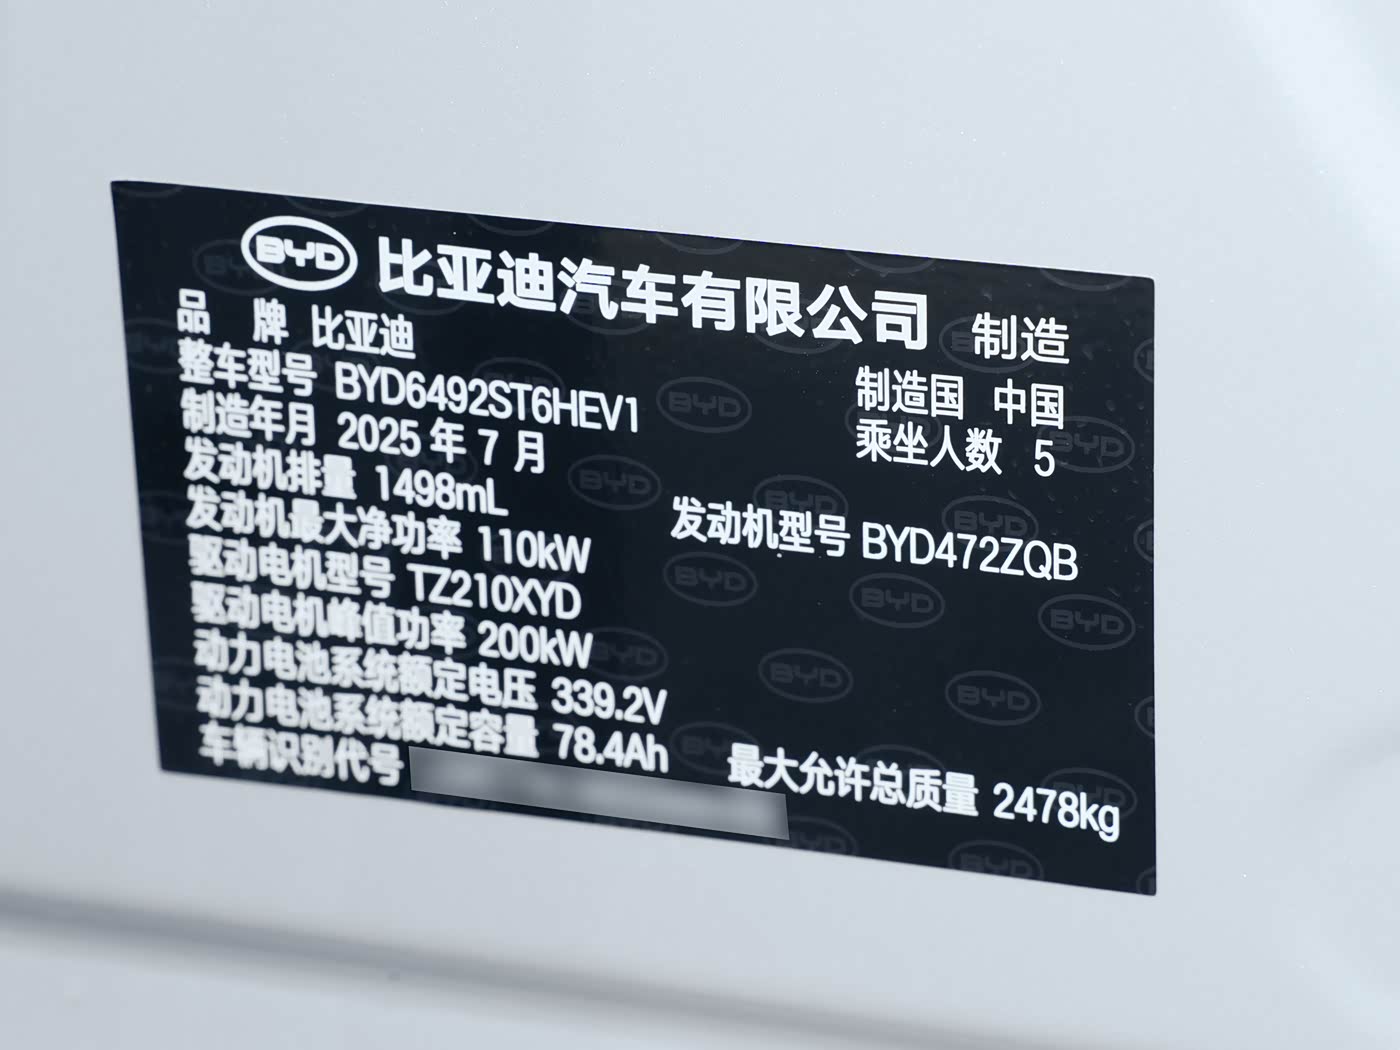 BYD 比亚迪汽车有限公司 制造
品 牌 比亚迪
整车型号 BYD6492ST6HEV1 制造国 中国
制造年月 2025 年 7 月 乘坐人数 5
发动机排量 1498mL
发动机最大净功率 110kW 发动机型号 BYD472ZQB
驱动电机型号 TZ210XYD
驱动电机峰值功率 200kW
动力电池系统额定电压 339.2V
动力电池系统额定容量 78.4Ah 最大允许总质量 2478kg
车辆识别代号